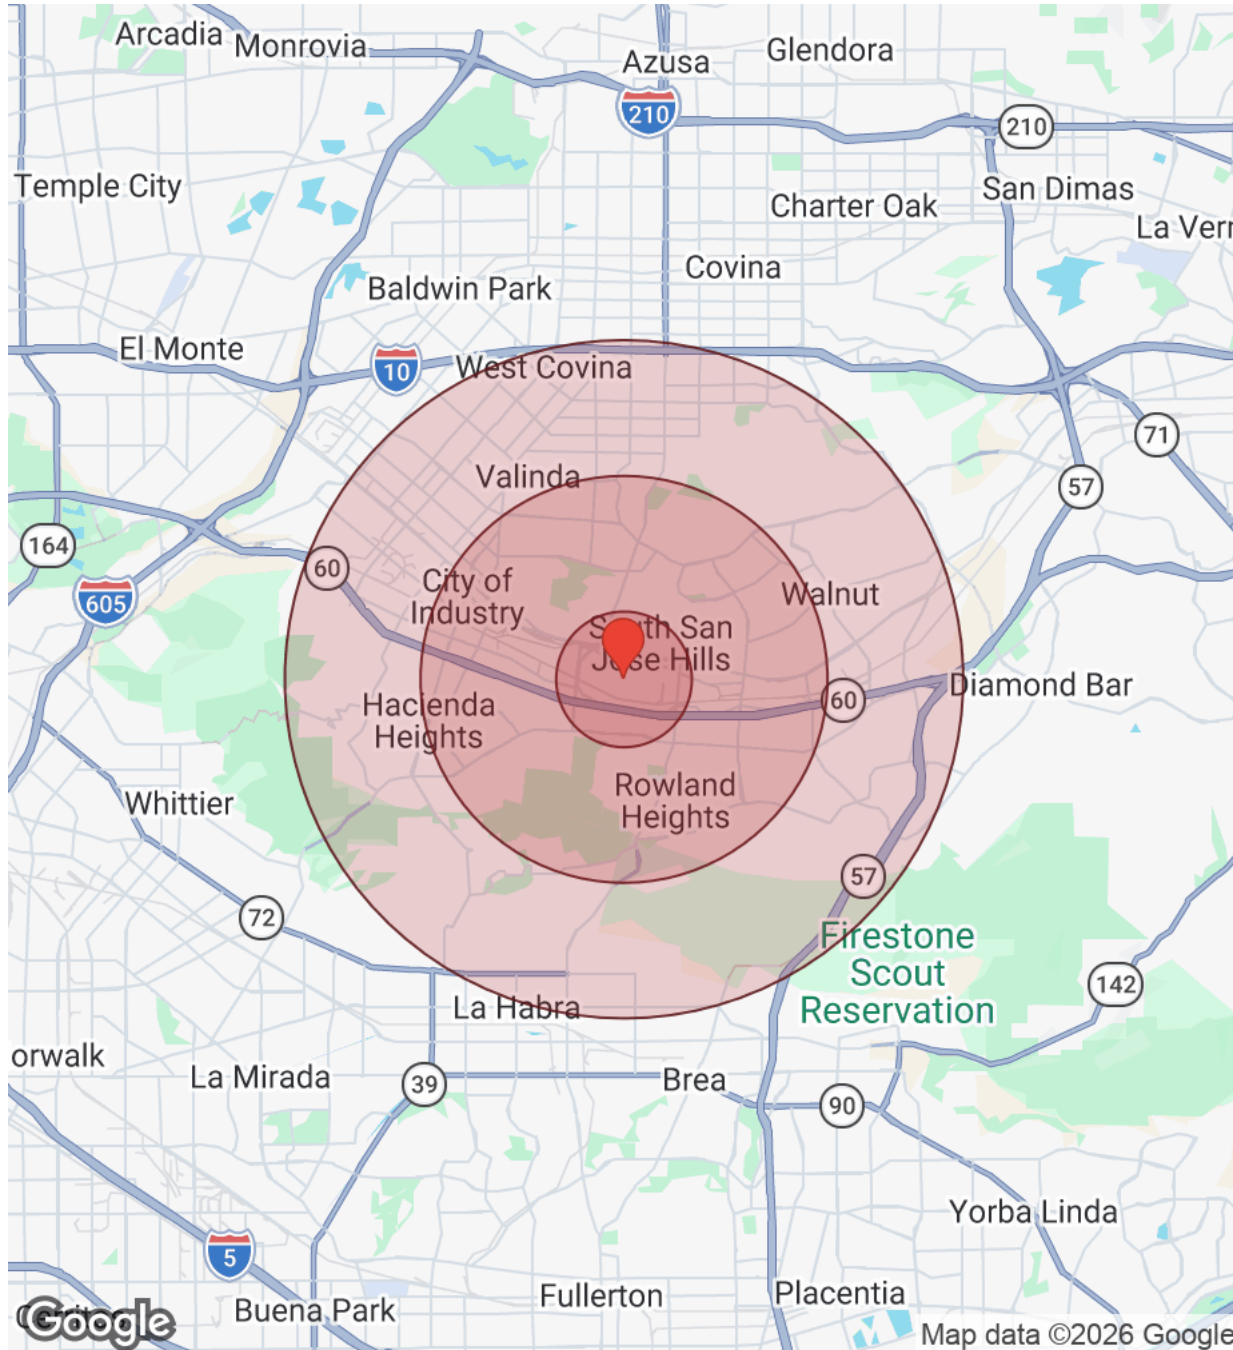 Arcadia
Monrovia
Azusa
Glendora
210
210
Temple City
San Dimas
Charter Oak
La Verr
Covina
Baldwin Park
El Monte
10
West Covina
71
Valinda
57
164
60
City of
Industry
Walnut
605
South San
Jose Hills
Diamond Bar
60
Hacienda
Heights
Rowland
Heights
Whittier
57
72
Firestone
Scout
Reservation
142
La Habra
orwalk
La Mirada
39
Brea
90
Yorba Linda
5
Fullerton
Placentia
Buena Park
Cerritos
Google
Map data ©2026 Google